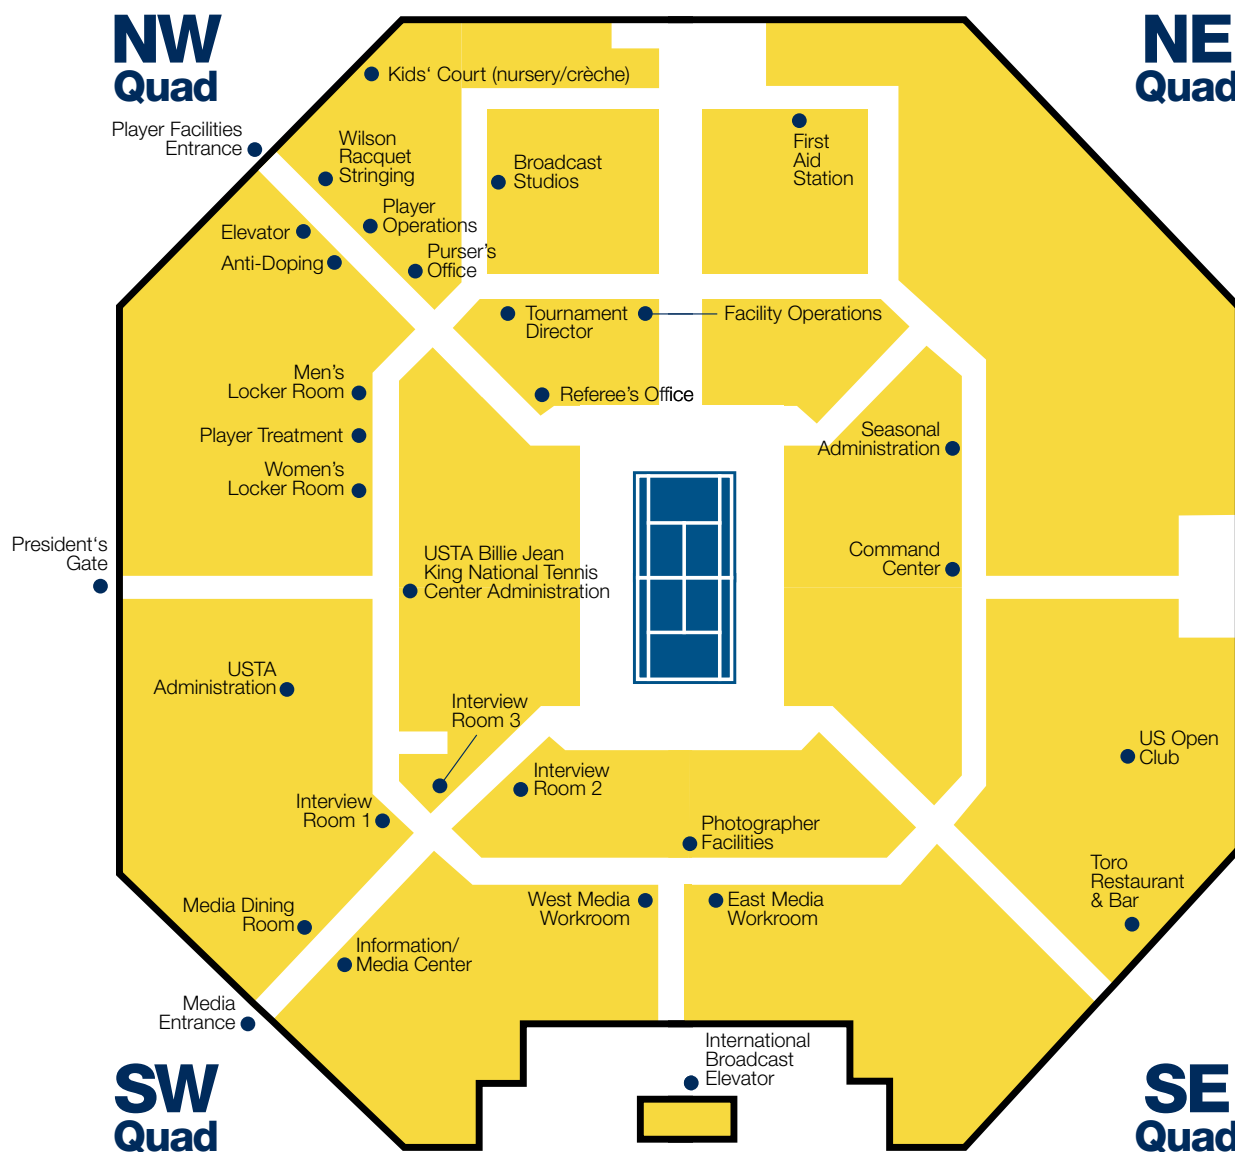 NW
Quad
NE
Quad
Kids‘ Court (nursery/crèche)
Player Facilities
Entrance
Wilson
Racquet
Stringing
Broadcast
Studios
First
Aid
Station
Player
Operations
Elevator
Purser’s
Office
Anti-Doping
Tournament
Director
Facility Operations
Men’s
Locker Room
Referee’s Office
Player Treatment
Seasonal
Administration
Women’s
Locker Room
President‘s
Gate
USTA Billie Jean
King National Tennis
Center Administration
Command
Center
USTA
Administration
Interview
Room 3
US Open
Club
Interview
Room 2
Interview
Room 1
Photographer
Facilities
Toro
Restaurant
& Bar
Media Dining
Room
West Media
Workroom
East Media
Workroom
Information/
Media Center
Media
Entrance
International
Broadcast
Elevator
SW
Quad
SE
Quad